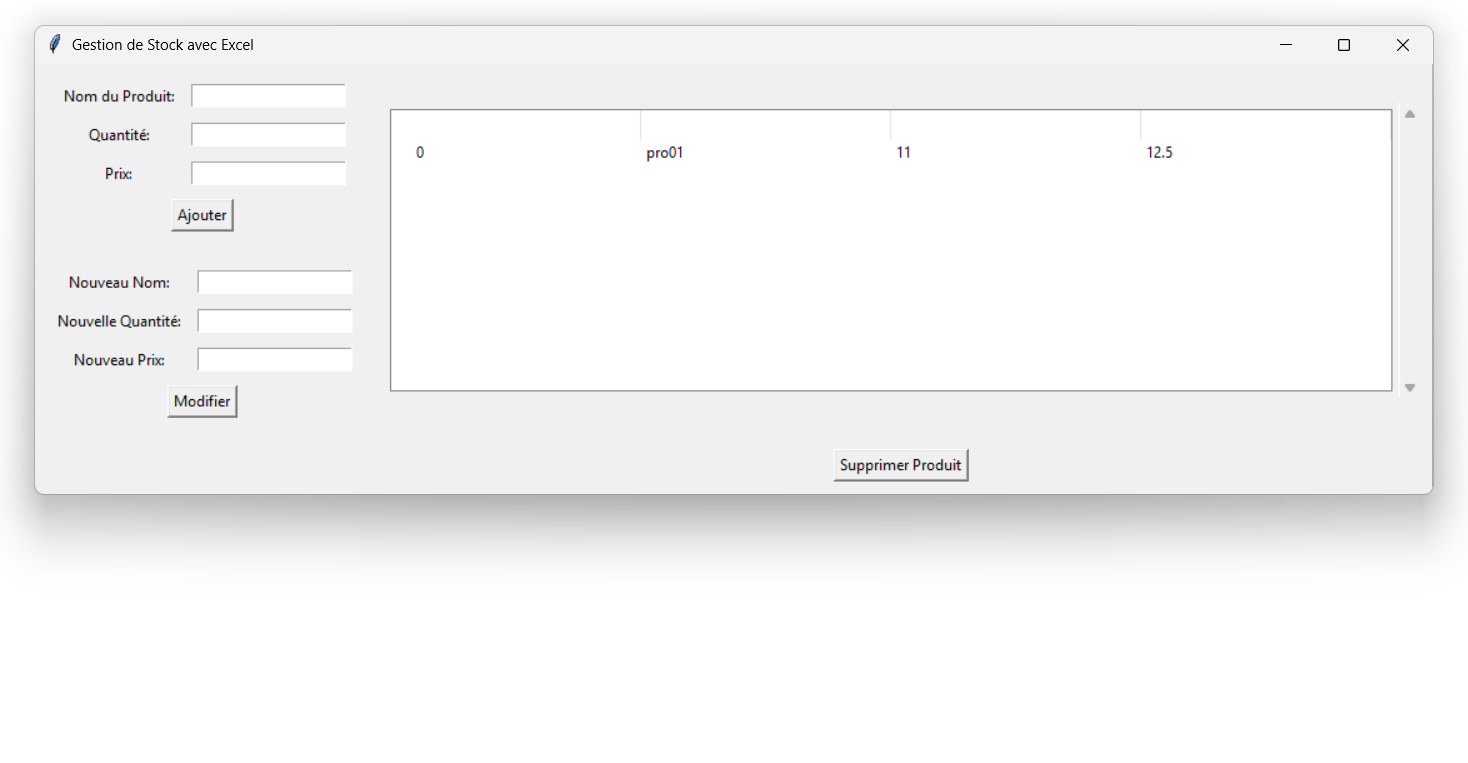 Gestion de Stock avec Excel
Nom du Produit:
Quantité:
Prix:
Ajouter
Nouveau Nom:
Nouvelle Quantité:
Nouveau Prix:
Modifier
0 pro01 11 12.5
Supprimer Produit